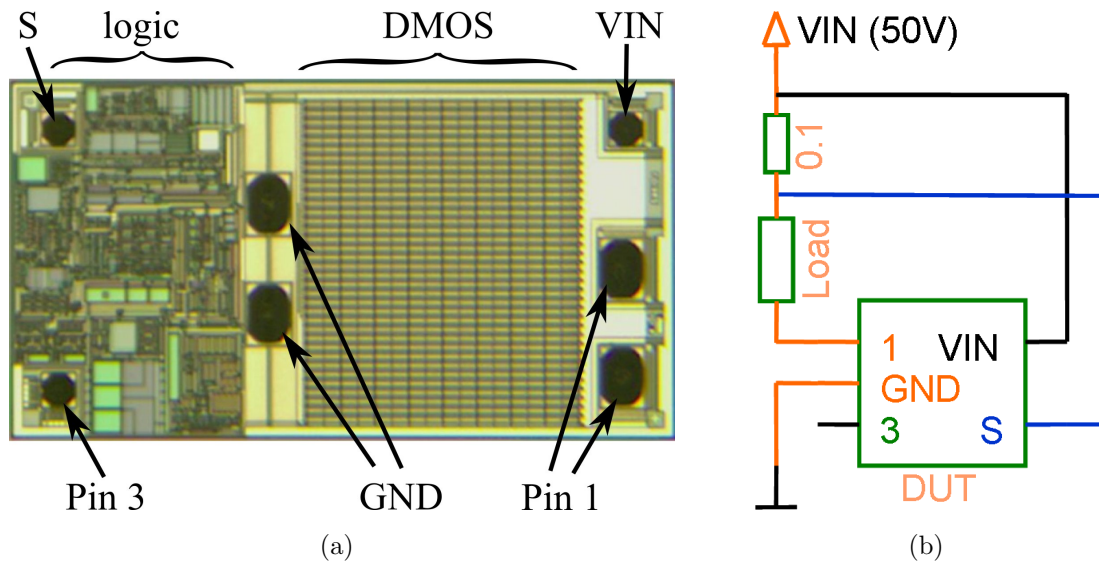 S
logic
DMOS
VIN
Pin 3
GND
Pin 1
(a)
VIN (50V)
0.1
Load
1
VIN
GND
3
S
DUT
(b)